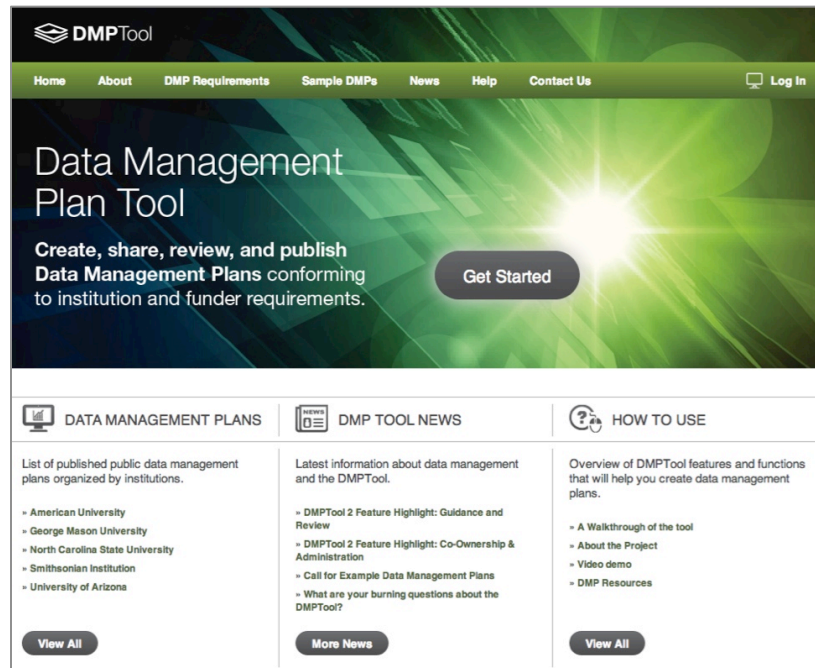 DMPTool
Home About DMP Requirements Sample DMPs News Help Contact Us Log In
Data Management
Plan Tool
Create, share, review, and publish
Data Management Plans conforming
to institution and funder requirements.
Get Started
DATA MANAGEMENT PLANS
List of published public data management
plans organized by institutions.
» American University
» George Mason University
» North Carolina State University
» Smithsonian Institution
» University of Arizona
View All
NEWS
DMP TOOL NEWS
Latest information about data management
and the DMPTool.
» DMPTool 2 Feature Highlight: Guidance and
Review
» DMPTool 2 Feature Highlight: Co-Ownership &
Administration
» Call for Example Data Management Plans
» What are your burning questions about the
DMPTool?
More News
?
HOW TO USE
Overview of DMPTool features and functions
that will help you create data management
plans.
» A Walkthrough of the tool
» About the Project
» Video demo
» DMP Resources
View All